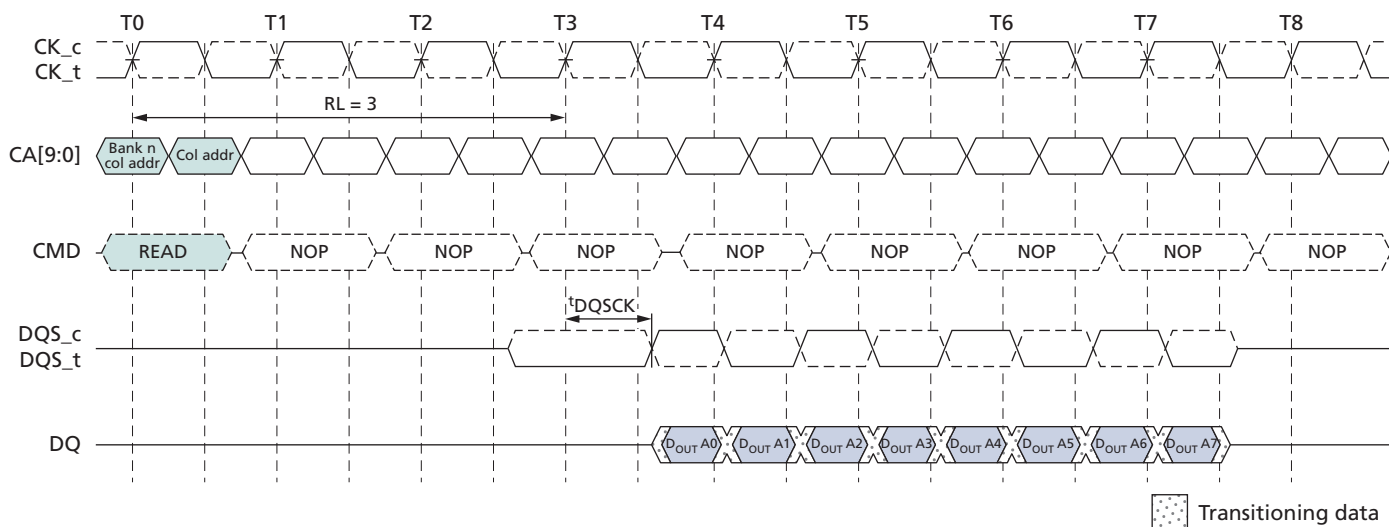 T0 T1 T2 T3 T4 T5 T6 T7 T8
CK_c
CK_t
RL = 3
CA[9:0] Bank n col addr Col addr
CMD READ NOP NOP NOP NOP NOP NOP NOP NOP
tDQSCK
DQS_c
DQS_t
DQ DOUT A0 DOUT A1 DOUT A2 DOUT A3 DOUT A4 DOUT A5 DOUT A6 DOUT A7
Transitioning data